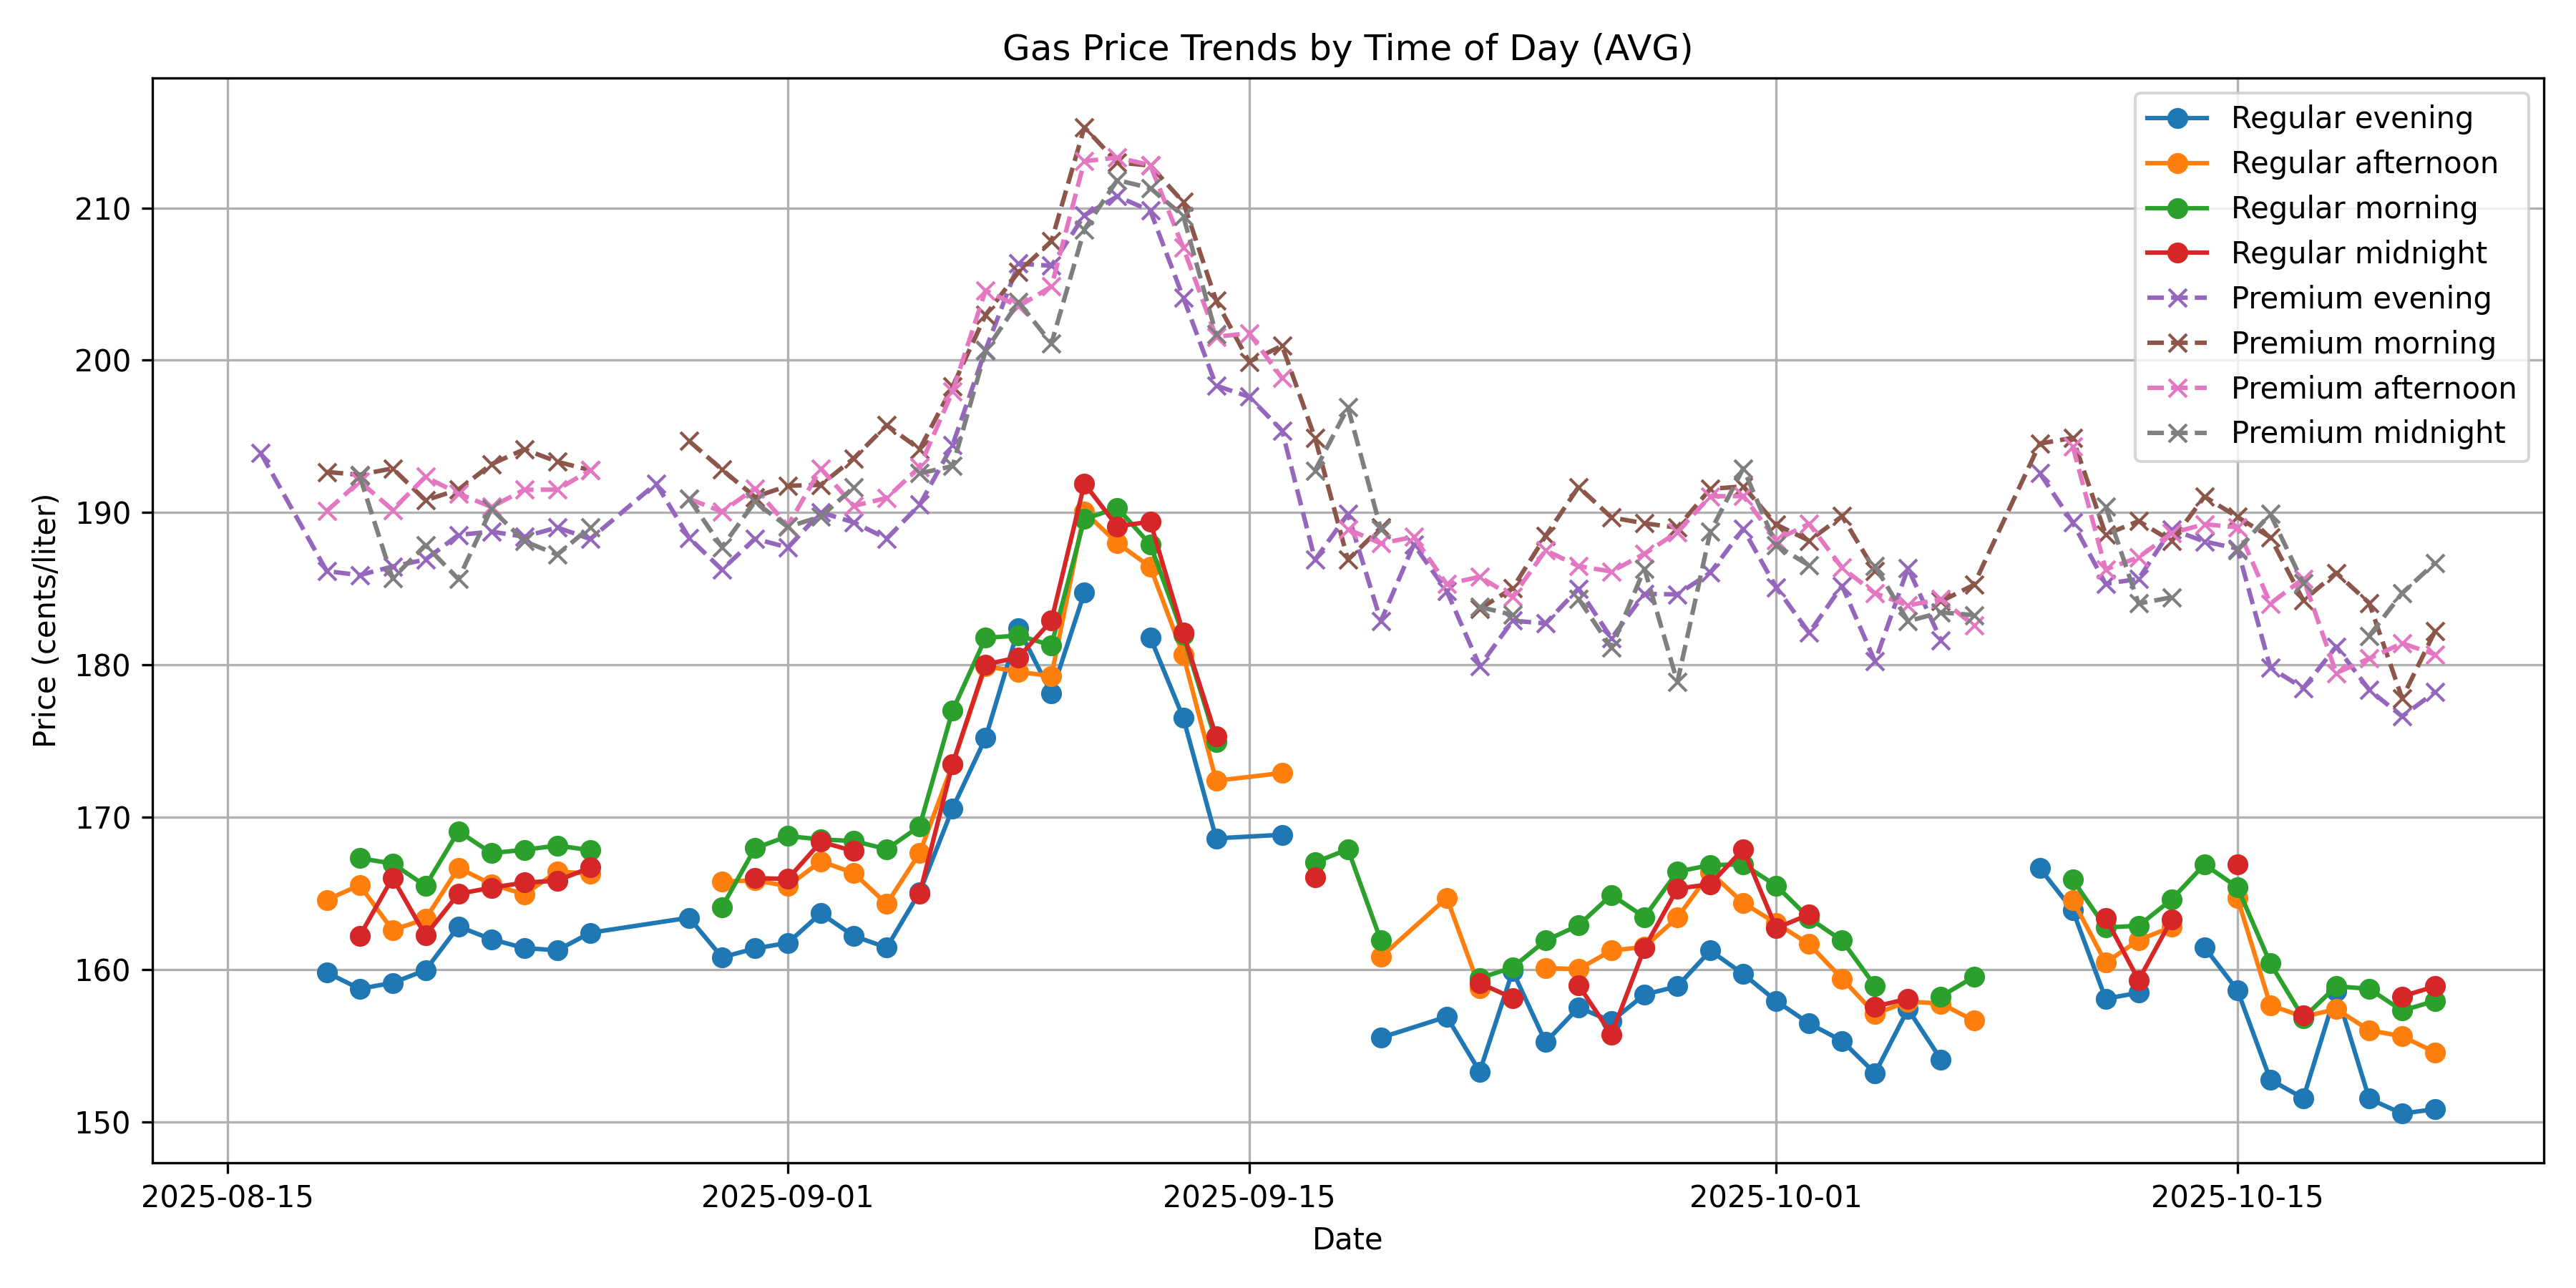 Gas Price Trends by Time of Day (AVG)
Regular evening
Regular afternoon
Regular morning
Regular midnight
Premium evening
Premium morning
Premium afternoon
Premium midnight
210
200
190
180
170
160
150
Price (cents/liter)
2025-08-15
2025-09-01
2025-09-15
2025-10-01
2025-10-15
Date